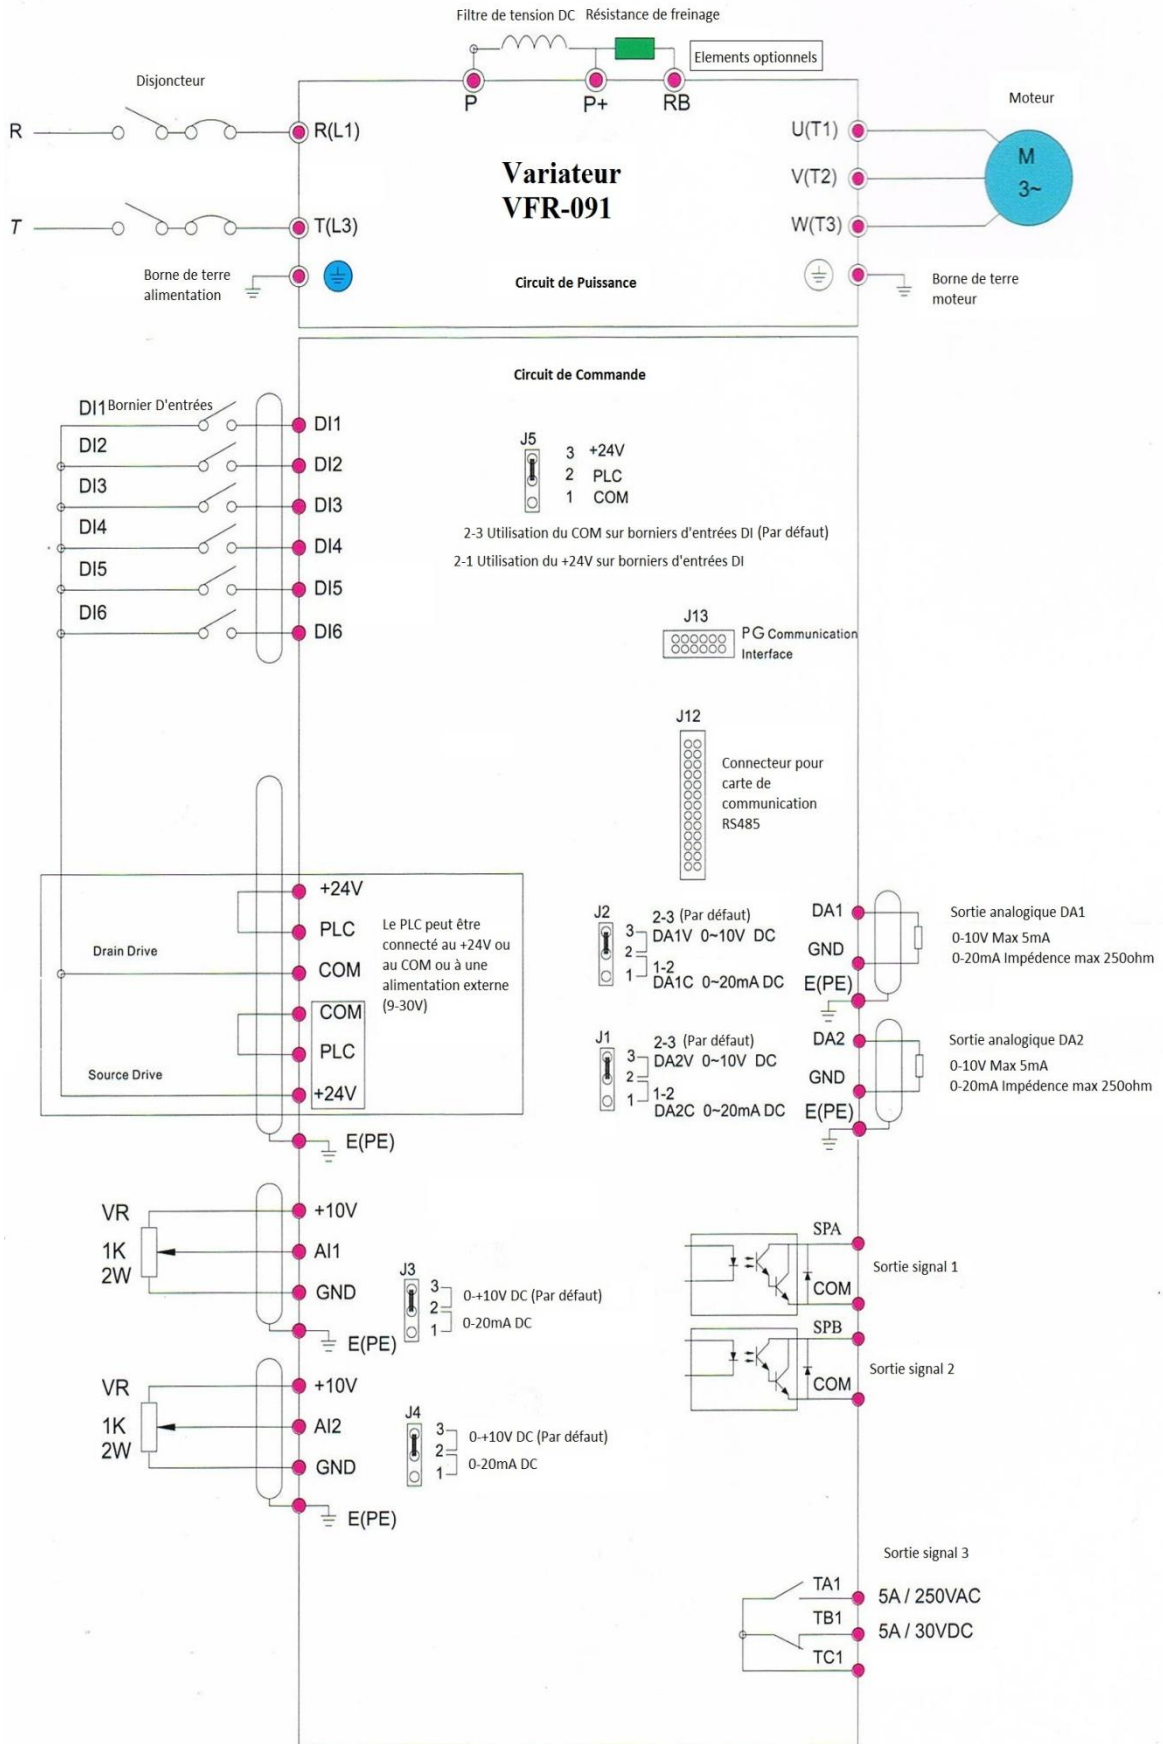 Filtre de tension DC Résistance de freinage
Elements optionnels
Disjoncteur
P P+ RB
Moteur
R R(L1) U(T1)
M
3~
Variateur
VFR-091
V(T2)
T T(L3) W(T3)
Borne de terre
alimentation
Circuit de Puissance
Borne de terre
moteur
Circuit de Commande
DI1 Bornier D'entrées
DI1
DI2 DI2
DI3 DI3
DI4 DI4
DI5 DI5
DI6 DI6
J5
3 +24V
2 PLC
1 COM
2-3 Utilisation du COM sur borniers d'entrées DI (Par défaut)
2-1 Utilisation du +24V sur borniers d'entrées DI
J13
PG Communication
Interface
J12
Connecteur pour
carte de
communication
RS485
+24V
PLC
COM
Drain Drive
Le PLC peut être
connecté au +24V ou
au COM ou à une
alimentation externe
(9-30V)
COM
PLC
+24V
Source Drive
E(PE)
J2
3
2
1
2-3 (Par défaut)
DA1V 0~10V DC
1-2
DA1C 0~20mA DC
DA1
GND
E(PE)
Sortie analogique DA1
0-10V Max 5mA
0-20mA Impédence max 250ohm
J1
3
2
1
2-3 (Par défaut)
DA2V 0~10V DC
1-2
DA2C 0~20mA DC
DA2
GND
E(PE)
Sortie analogique DA2
0-10V Max 5mA
0-20mA Impédence max 250ohm
VR
1K
2W
+10V
AI1
GND
E(PE)
J3
3
2
1
0-+10V DC (Par défaut)
0-20mA DC
VR
1K
2W
+10V
AI2
GND
E(PE)
J4
3
2
1
0-+10V DC (Par défaut)
0-20mA DC
SPA
COM
Sortie signal 1
SPB
COM
Sortie signal 2
Sortie signal 3
TA1 5A / 250VAC
TB1 5A / 30VDC
TC1